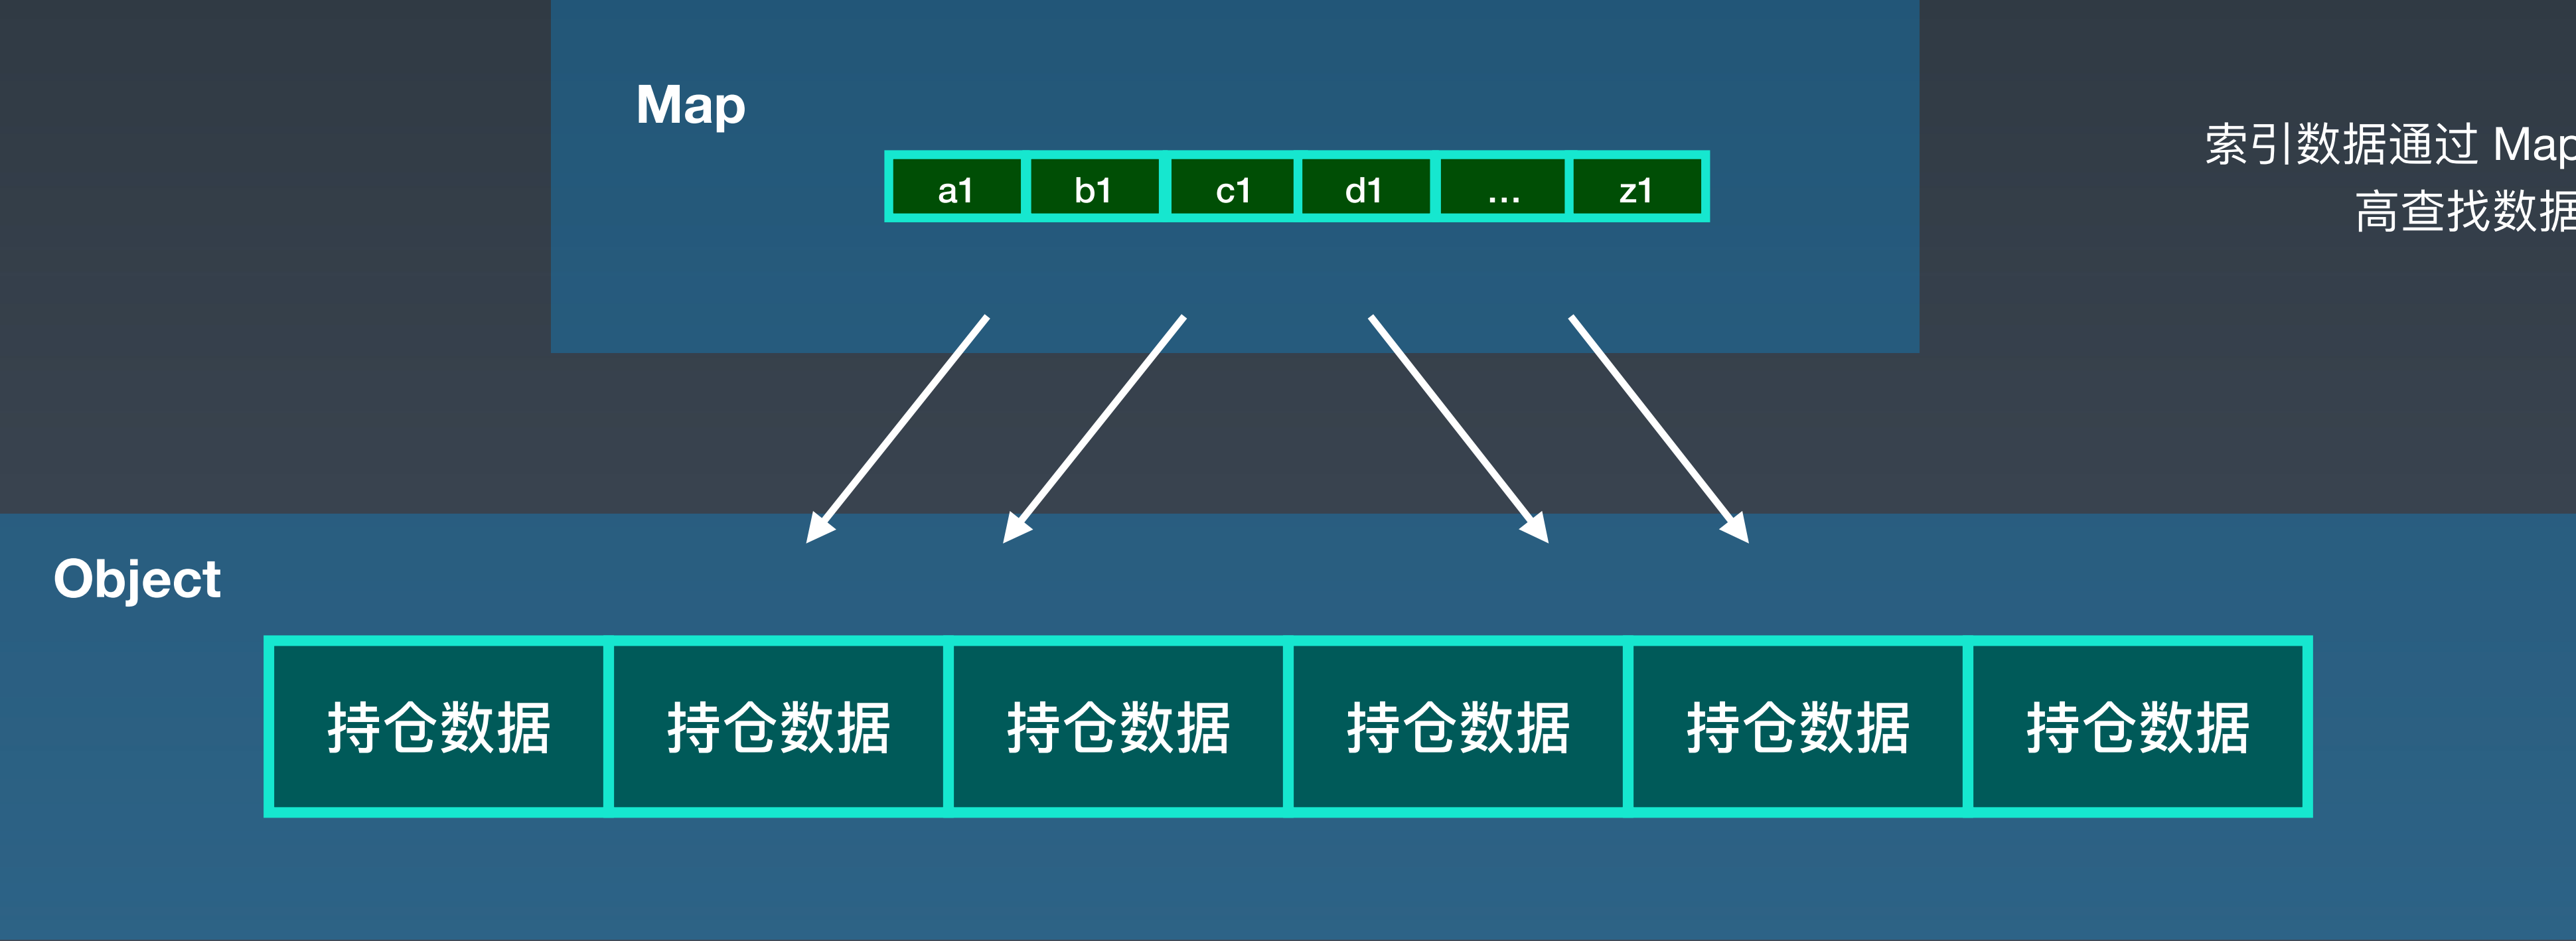 Map
索引数据通过 Map
高查找数据
a1 b1 c1 d1 ... z1
Object
持仓数据 持仓数据 持仓数据 持仓数据 持仓数据 持仓数据